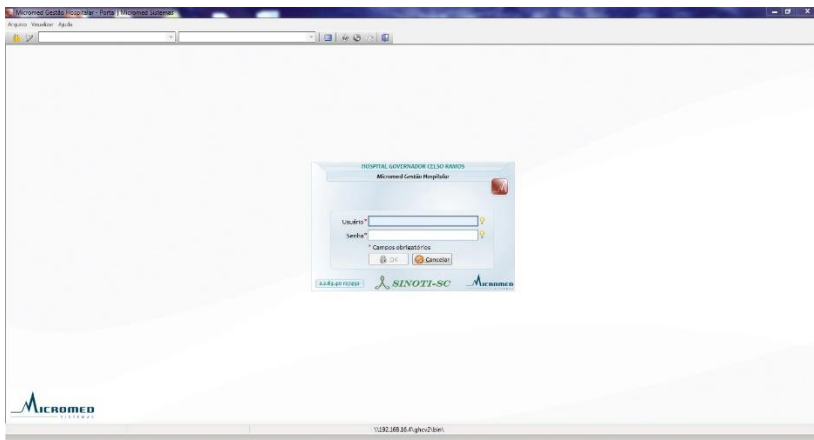 Micromed Gestão Hospitalar - Portal | Micromed Sistemas
Arquivo Visualizar Ajuda
HOSPITAL GOVERNADOR CELSO RAMOS
Micromed Gestão Hospitalar
Usuário*
Senha*
* Campos obrigatórios
OK Cancelar
SINOTI-SC MICROMED
MICROMED
SISTEMAS